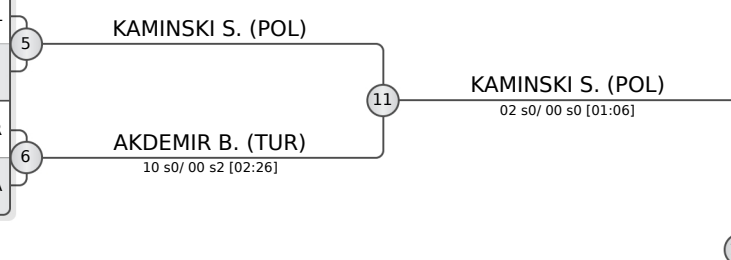 KAMINSKI S. (POL)
5
KAMINSKI S. (POL)
11
02 s0/ 00 s0 [01:06]
AKDEMIR B. (TUR)
6
10 s0/ 00 s2 [02:26]